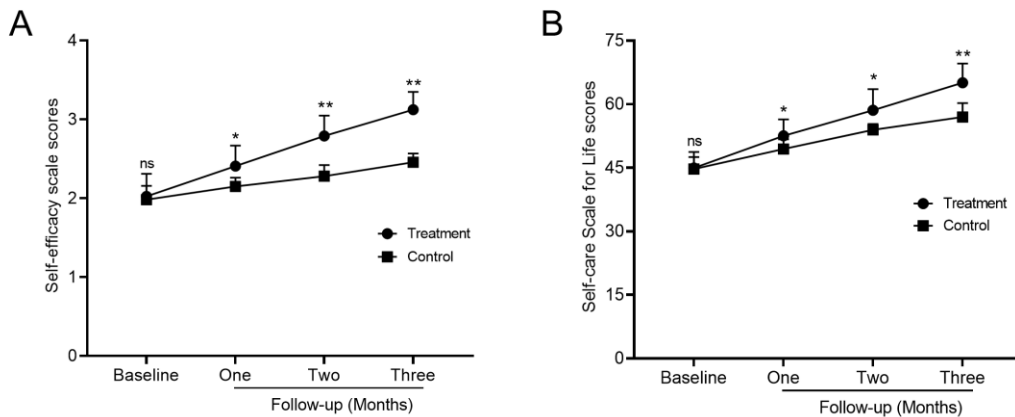 A
Self-efficacy scale scores
4
3
2
1
0
ns
*
**
**
Treatment
Control
Baseline
One
Two
Three
Follow-up (Months)
B
Self-care Scale for Life scores
75
60
45
30
15
0
ns
*
*
**
Treatment
Control
Baseline
One
Two
Three
Follow-up (Months)